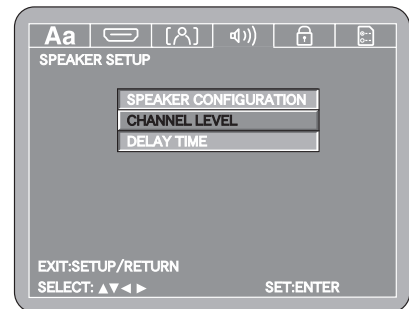 Aa
SPEAKER SETUP
SPEAKER CONFIGURATION
CHANNEL LEVEL
DELAY TIME
EXIT:SETUP/RETURN
SELECT: ▲▼◀ ▶ SET:ENTER